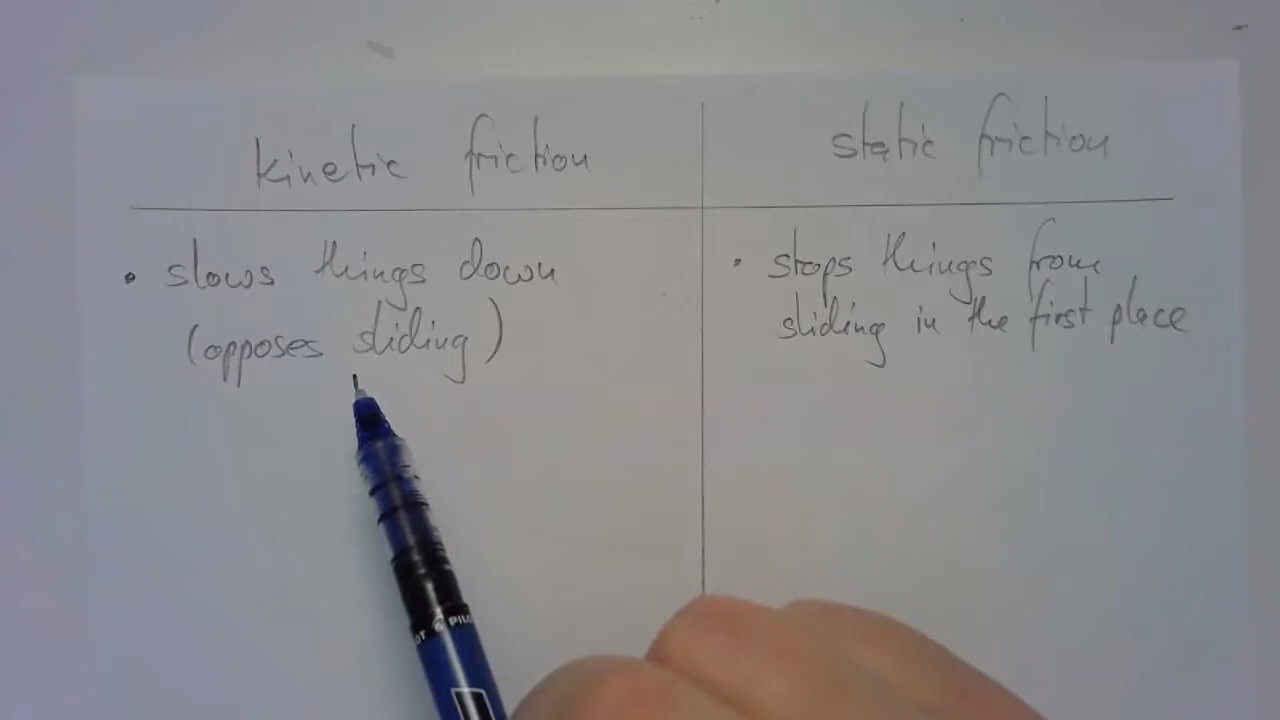 kinetic friction
static friction
• slows things down
(opposes sliding)
• stops things from
sliding in the first place